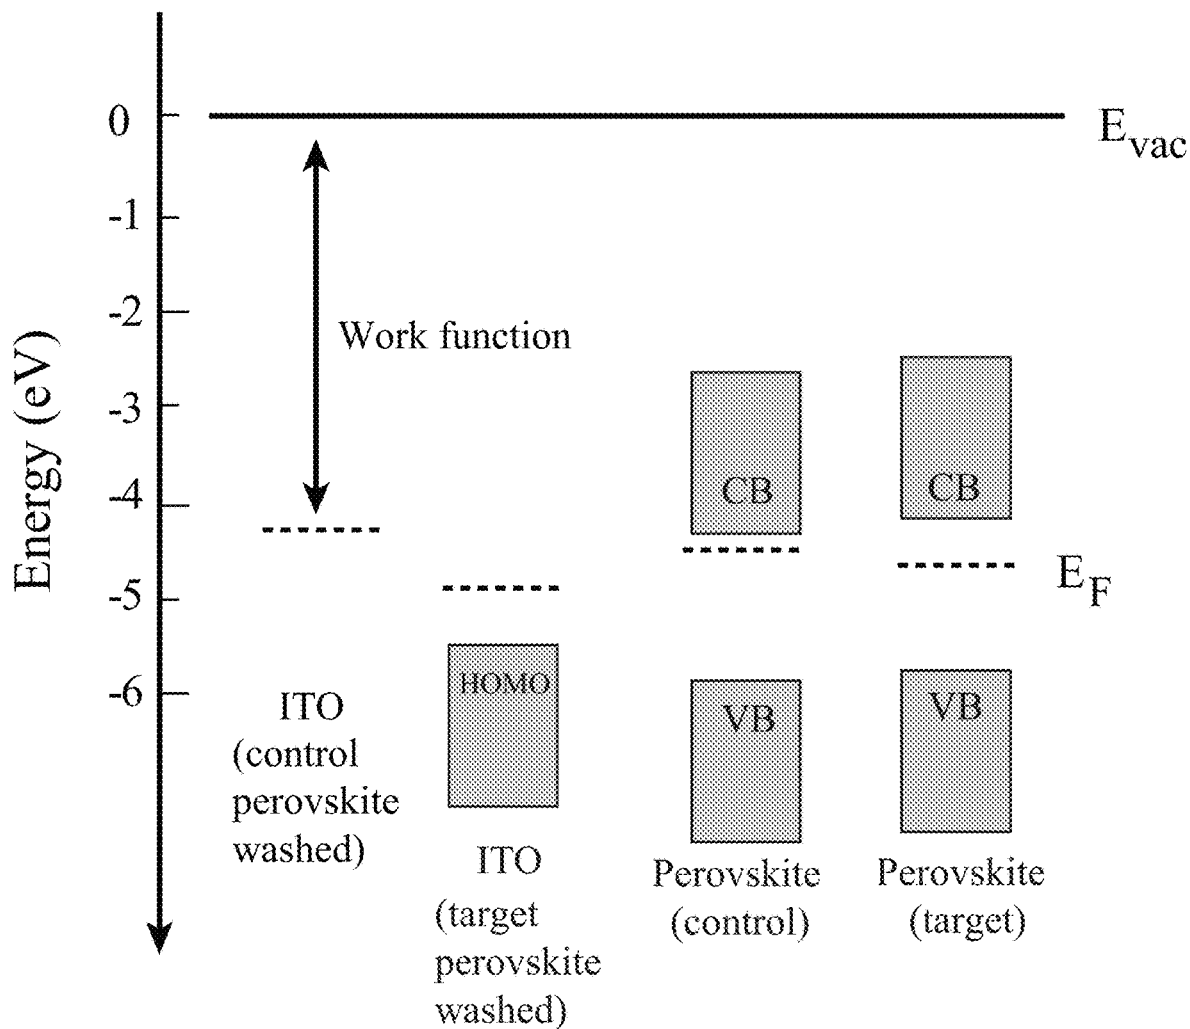 0
E_vac
-1
-2
Work function
-3
-4
CB
CB
-5
E_F
-6
Energy (eV)
HOMO
VB
VB
ITO
(control
perovskite
washed)
ITO
(target
perovskite
washed)
Perovskite
(control)
Perovskite
(target)